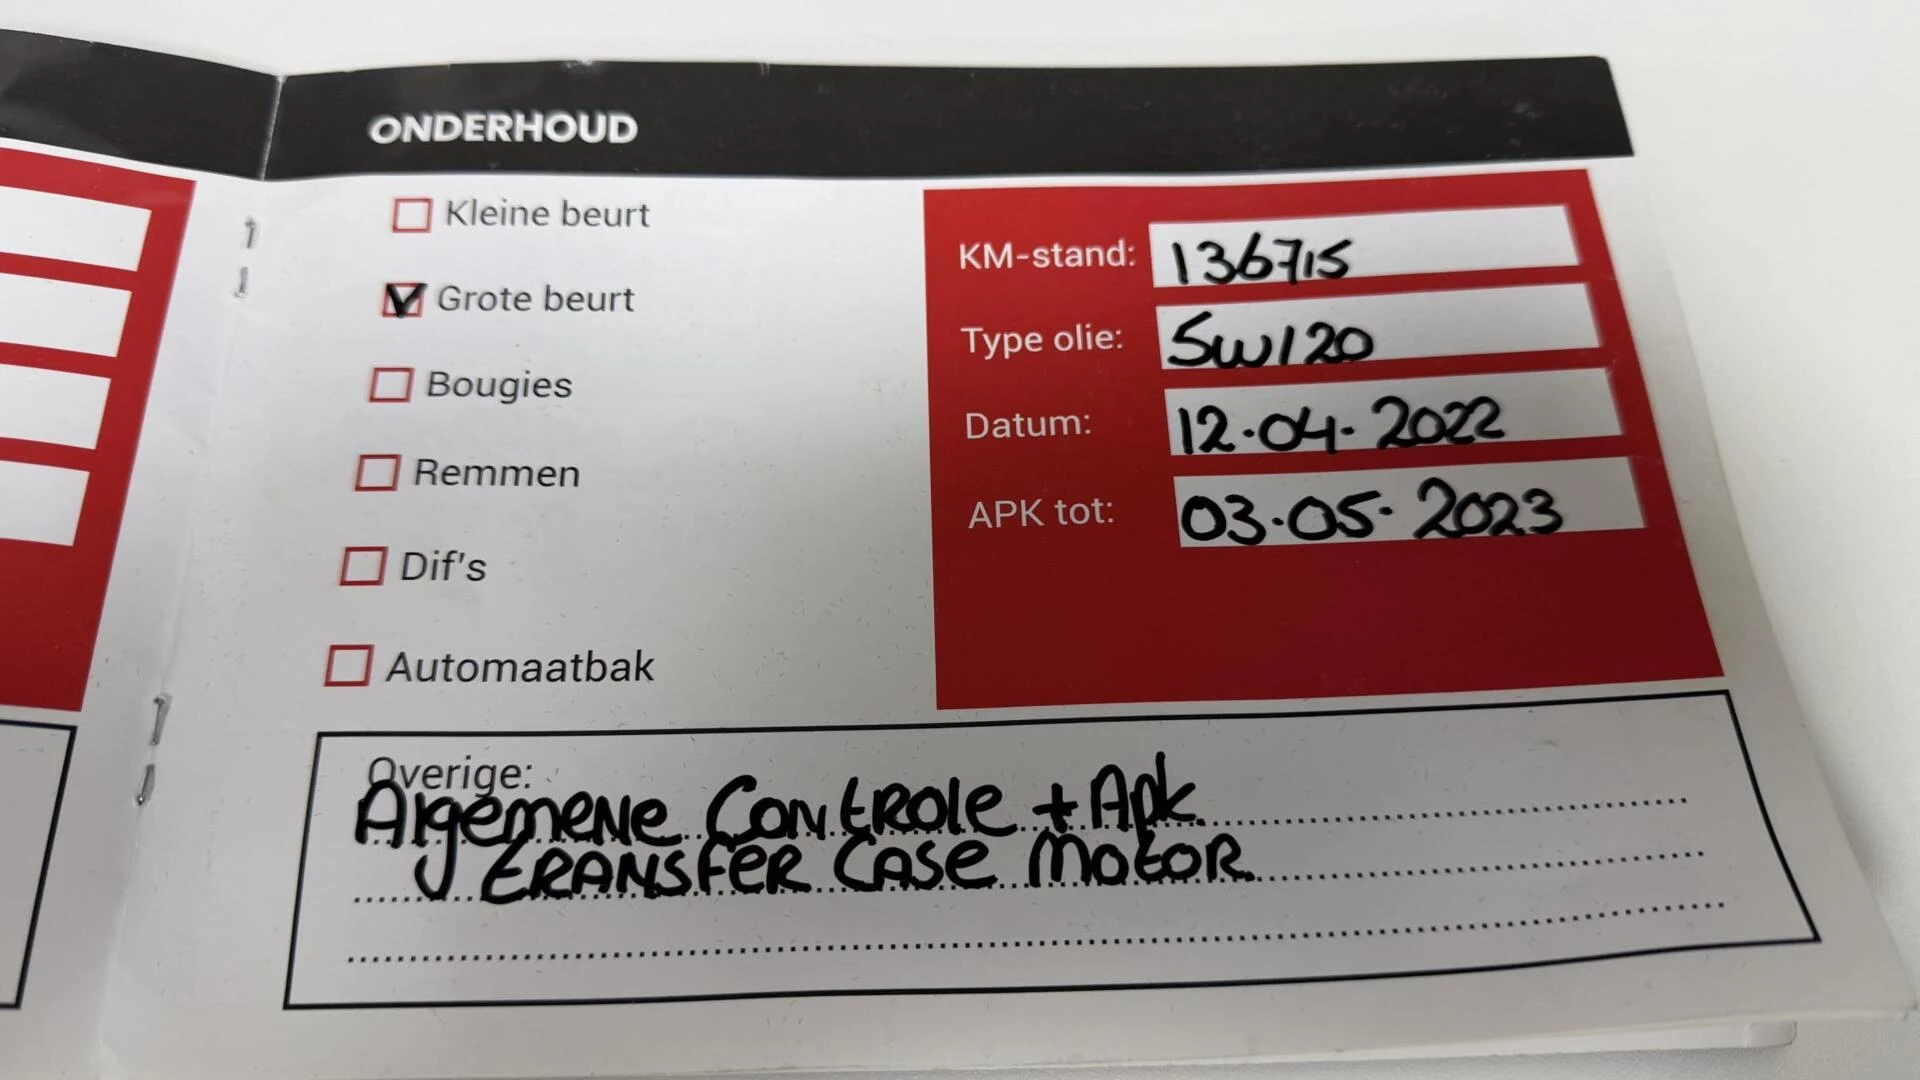 ONDERHOUD
Kleine beurt
Grote beurt
Bougies
Remmen
Dif's
Automaatbak
KM-stand: 136715
Type olie: 5w/20
Datum: 12.04.2022
APK tot: 03.05.2023
Overige:
Algemene Controle + Apk.
transfer Case Motor.